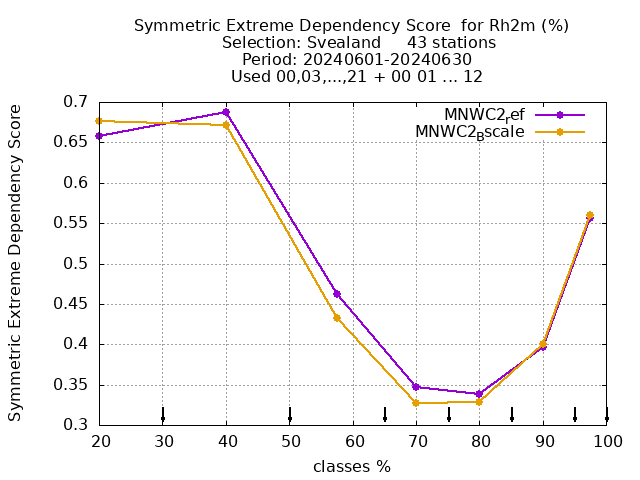 Symmetric Extreme Dependency Score  for Rh2m (%)
Selection: Svealand     43 stations
Period: 20240601-20240630
Used 00,03,...,21 + 00 01 ... 12
Symmetric Extreme Dependency Score
0.7
0.65
0.6
0.55
0.5
0.45
0.4
0.35
0.3
MNWC2ref
MNWC2Bscale
20 30 40 50 60 70 80 90 100
classes %